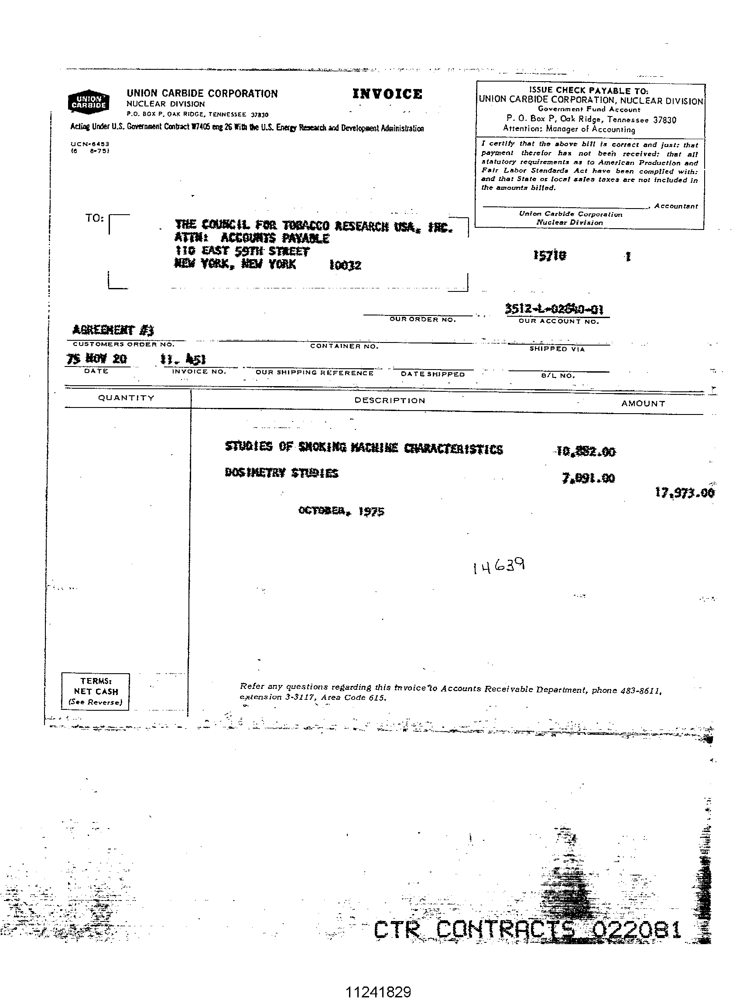 UNION CARBIDE
UNION CARBIDE CORPORATION
NUCLEAR DIVISION
P.O. BOX P, OAK RIDGE, TENNESSEE 37830
INVOICE
Acting Under U.S. Government Contract W7405 eng 26 With the U.S. Energy Research and Development Administration
UCN-6453
(6 6-75)
ISSUE CHECK PAYABLE TO:
UNION CARBIDE CORPORATION, NUCLEAR DIVISION
Government Fund Account
P. O. Box P, Oak Ridge, Tennessee 37830
Attention: Manager of Accounting
I certify that the above bill is correct and just; that
payment therefor has not been received; that all
statutory requirements as to American Production and
Fair Labor Standards Act have been complied with;
and that State or local sales taxes are not included in
the amounts billed.
, Accountant
Union Carbide Corporation
Nuclear Division
TO:
THE COUNCIL FOR TOBACCO RESEARCH USA, INC.
ATTN: ACCOUNTS PAYABLE
110 EAST 59TH STREET
NEW YORK, NEW YORK 10032
15710 1
3512-L-02640-01
OUR ORDER NO. OUR ACCOUNT NO.
AGREEMENT #3
CUSTOMERS ORDER NO. CONTAINER NO. SHIPPED VIA
75 NOV 20 11. 451
DATE INVOICE NO. OUR SHIPPING REFERENCE DATE SHIPPED B/L NO.
QUANTITY DESCRIPTION AMOUNT
STUDIES OF SMOKING MACHINE CHARACTERISTICS 10,882.00
DOSIMETRY STUDIES 7,091.00
17,973.00
OCTOBER, 1975
14639
TERMS:
NET CASH
(See Reverse)
Refer any questions regarding this invoice to Accounts Receivable Department, phone 483-8611,
extension 3-3117, Area Code 615.
CTR CONTRACTS 022081
11241829